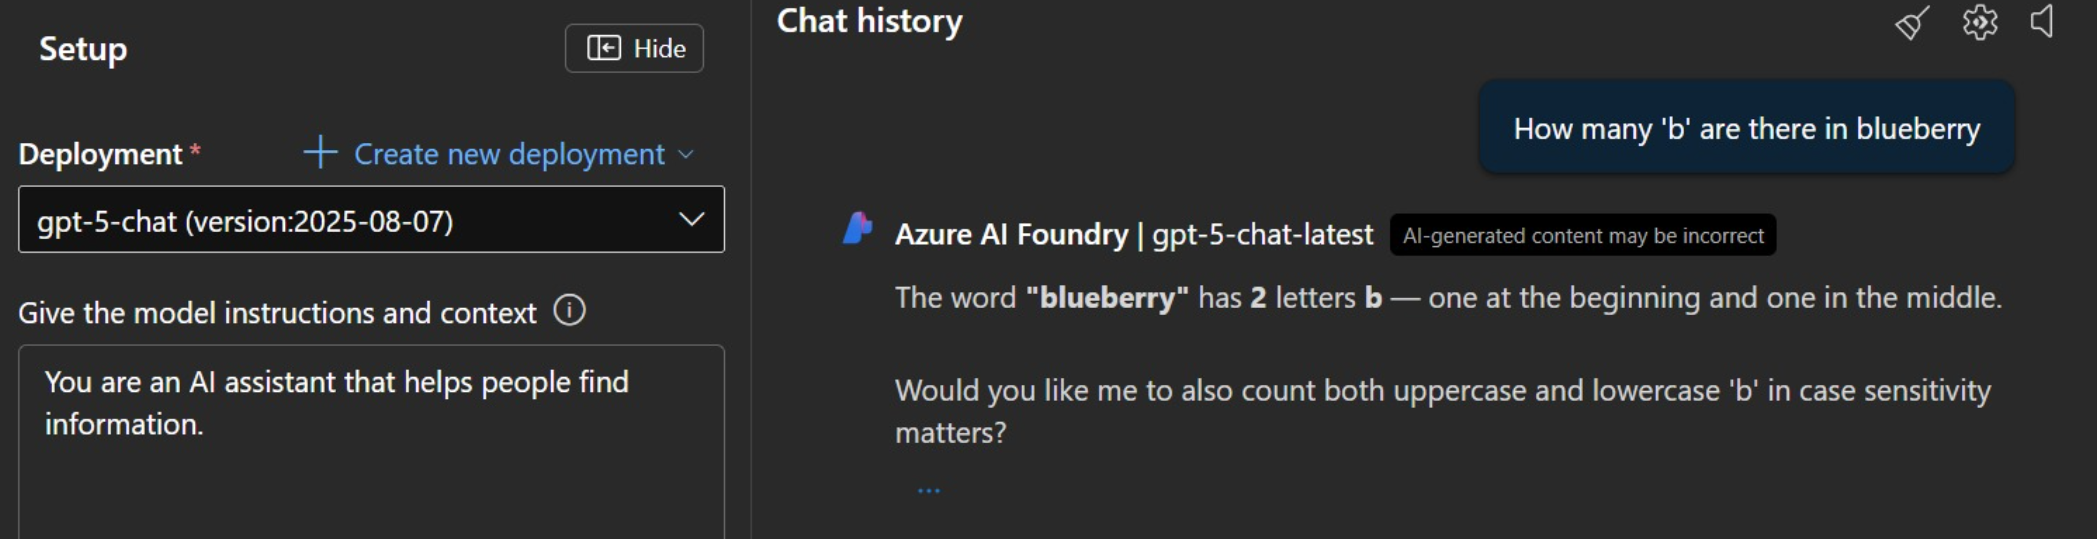 Setup
Hide
Deployment *
Create new deployment
gpt-5-chat (version:2025-08-07)
Give the model instructions and context
You are an AI assistant that helps people find
information.
Chat history
How many 'b' are there in blueberry
Azure AI Foundry | gpt-5-chat-latest AI-generated content may be incorrect
The word "blueberry" has 2 letters b — one at the beginning and one in the middle.
Would you like me to also count both uppercase and lowercase 'b' in case sensitivity
matters?
...